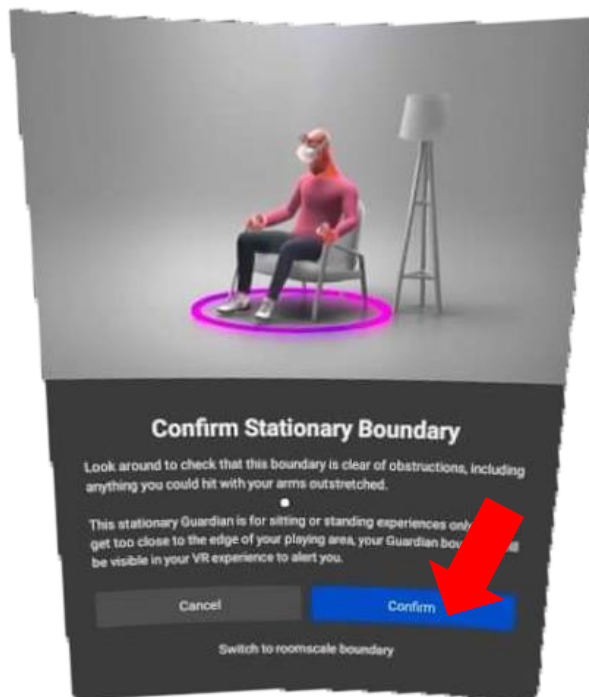 Confirm Stationary Boundary
Look around to check that this boundary is clear of obstructions, including
anything you could hit with your arms outstretched.
This stationary Guardian is for sitting or standing experiences only
get too close to the edge of your playing area, your Guardian
be visible in your VR experience to alert you.
Cancel
Confirm
Switch to roomscale boundary